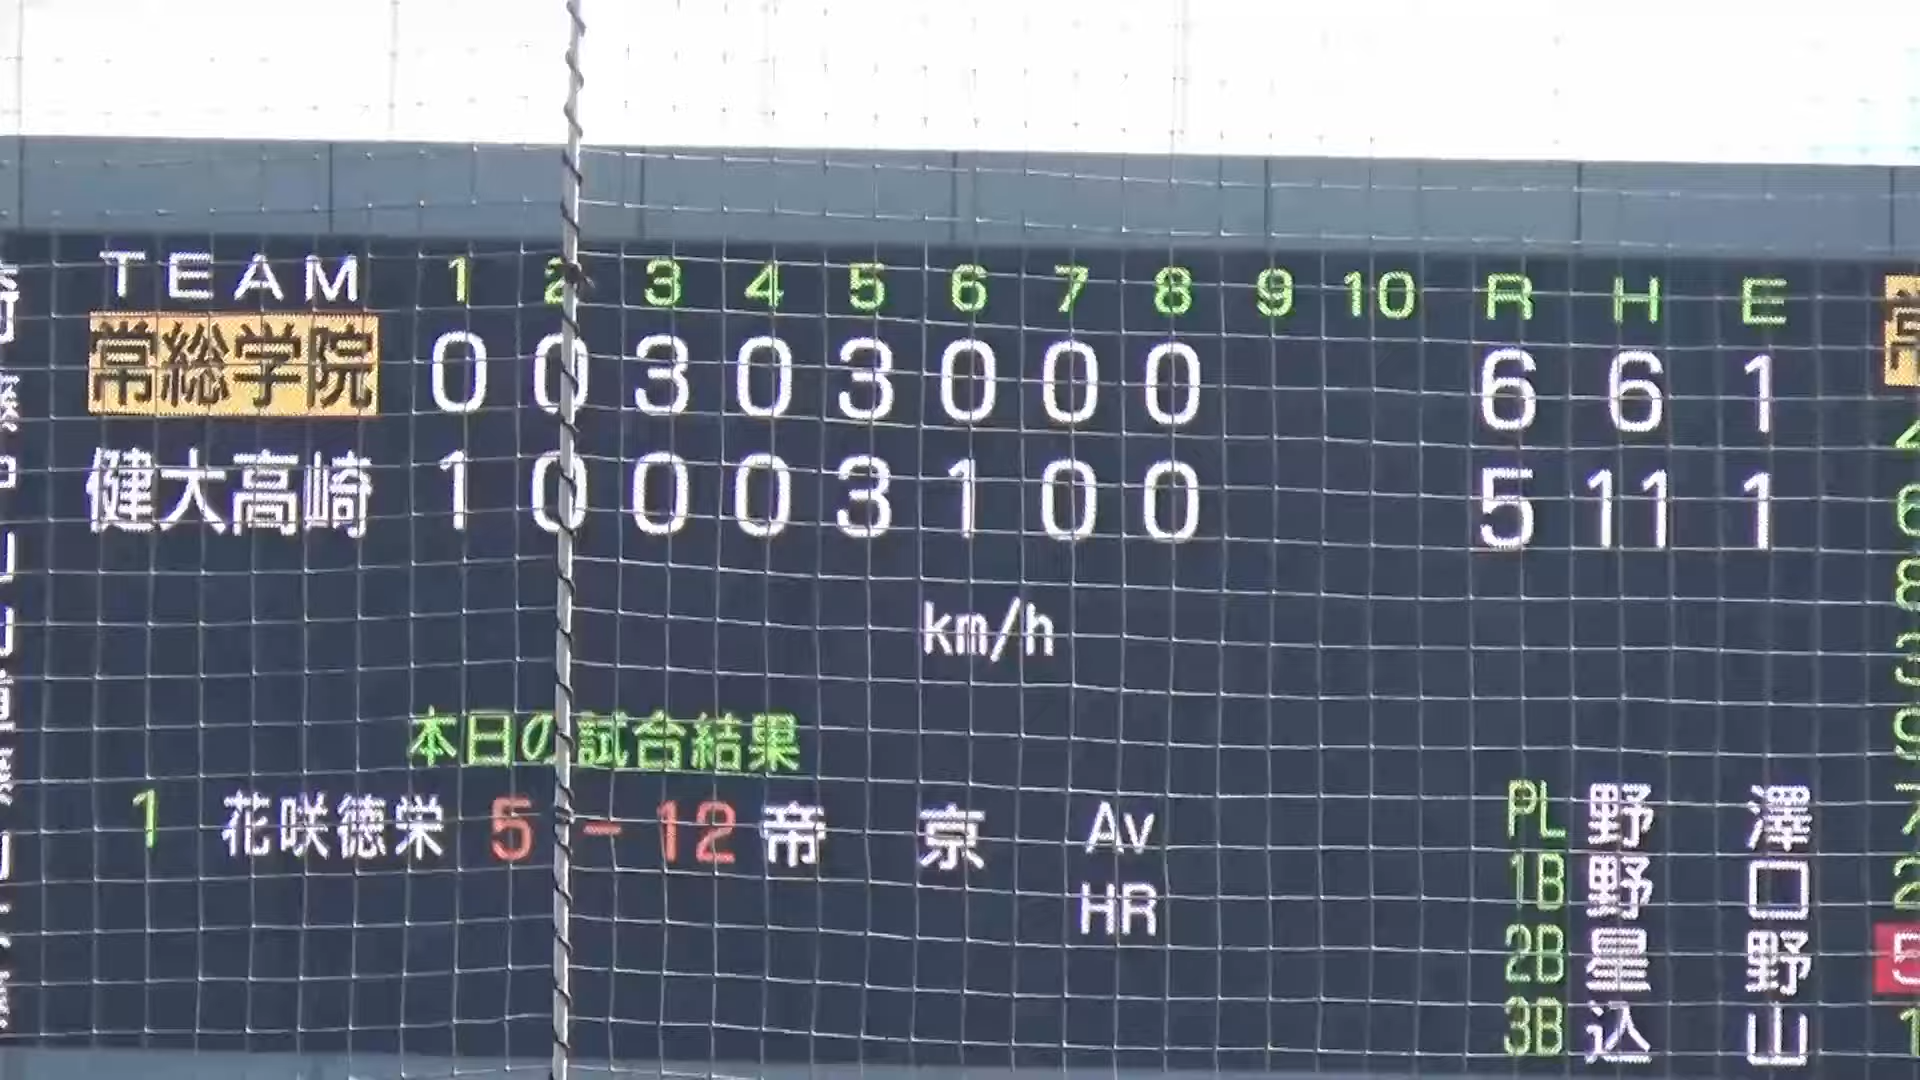 TEAM 1 2 3 4 5 6 7 8 9 10 R H E
常総学院 0 0 3 0 3 0 0 0 6 6 1
健大高崎 1 0 0 0 3 1 0 0 5 11 1
km/h
本日の試合結果
1 花咲徳栄 5 - 12 帝京 Av
HR
PL 野澤
1B 野口
2B 星野
3B 込山